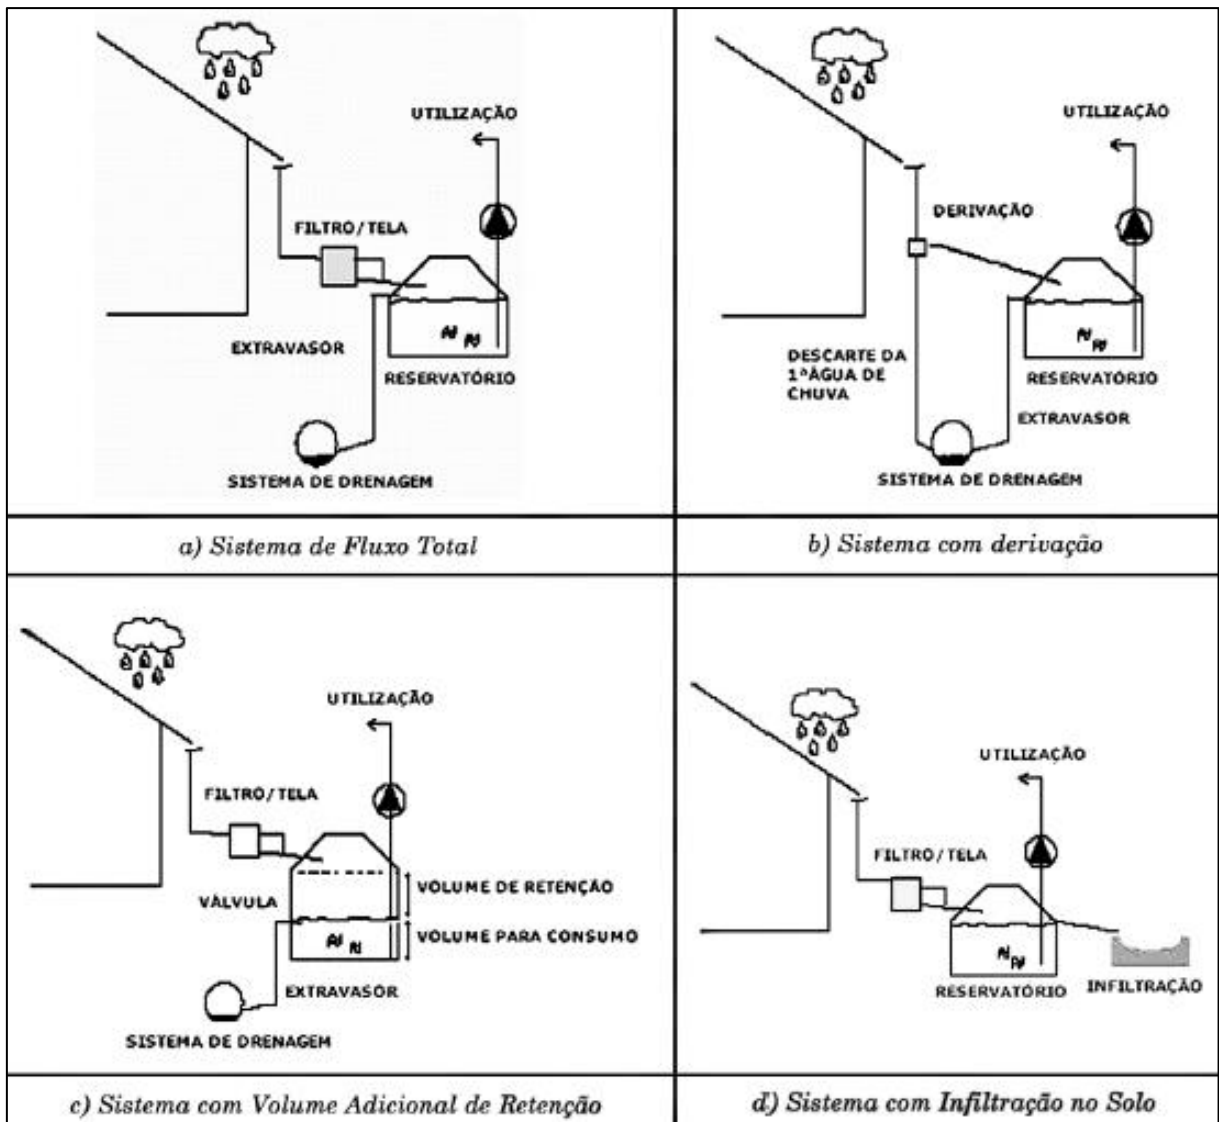 UTILIZAÇÃO
FILTRO/TELA
EXTRAVASOR
RESERVATÓRIO
SISTEMA DE DRENAGEM
a) Sistema de Fluxo Total
UTILIZAÇÃO
DERIVAÇÃO
DESCARTE DA
1ªÁGUA DE
CHUVA
RESERVATÓRIO
EXTRAVASOR
SISTEMA DE DRENAGEM
b) Sistema com derivação
UTILIZAÇÃO
FILTRO/TELA
VÁLVULA
VOLUME DE RETENÇÃO
VOLUME PARA CONSUMO
EXTRAVASOR
SISTEMA DE DRENAGEM
c) Sistema com Volume Adicional de Retenção
UTILIZAÇÃO
FILTRO/TELA
RESERVATÓRIO
INFILTRAÇÃO
d) Sistema com Infiltração no Solo